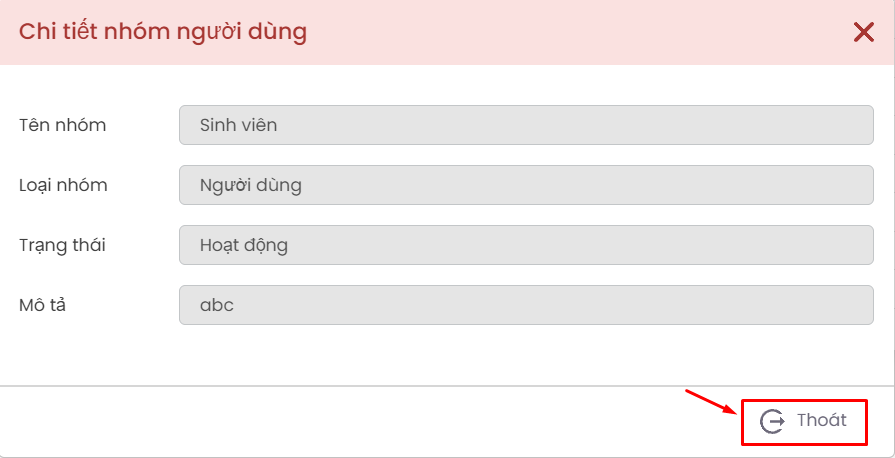 Chi tiết nhóm người dùng
Tên nhóm Sinh viên
Loại nhóm Người dùng
Trạng thái Hoạt động
Mô tả abc
Thoát